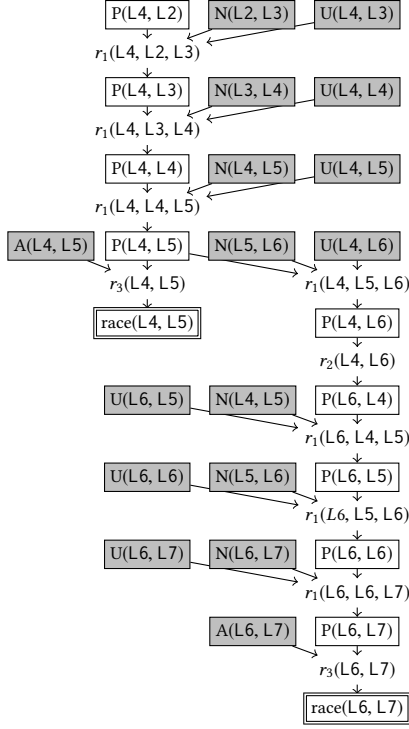 P(L4, L2) N(L2, L3) U(L4, L3)
r₁(L4, L2, L3)
P(L4, L3) N(L3, L4) U(L4, L4)
r₁(L4, L3, L4)
P(L4, L4) N(L4, L5) U(L4, L5)
r₁(L4, L4, L5)
A(L4, L5) P(L4, L5) N(L5, L6) U(L4, L6)
r₃(L4, L5) r₁(L4, L5, L6)
race(L4, L5) P(L4, L6)
r₂(L4, L6)
U(L6, L5) N(L4, L5) P(L6, L4)
r₁(L6, L4, L5)
U(L6, L6) N(L5, L6) P(L6, L5)
r₁(L6, L5, L6)
U(L6, L7) N(L6, L7) P(L6, L6)
r₁(L6, L6, L7)
A(L6, L7) P(L6, L7)
r₃(L6, L7)
race(L6, L7)